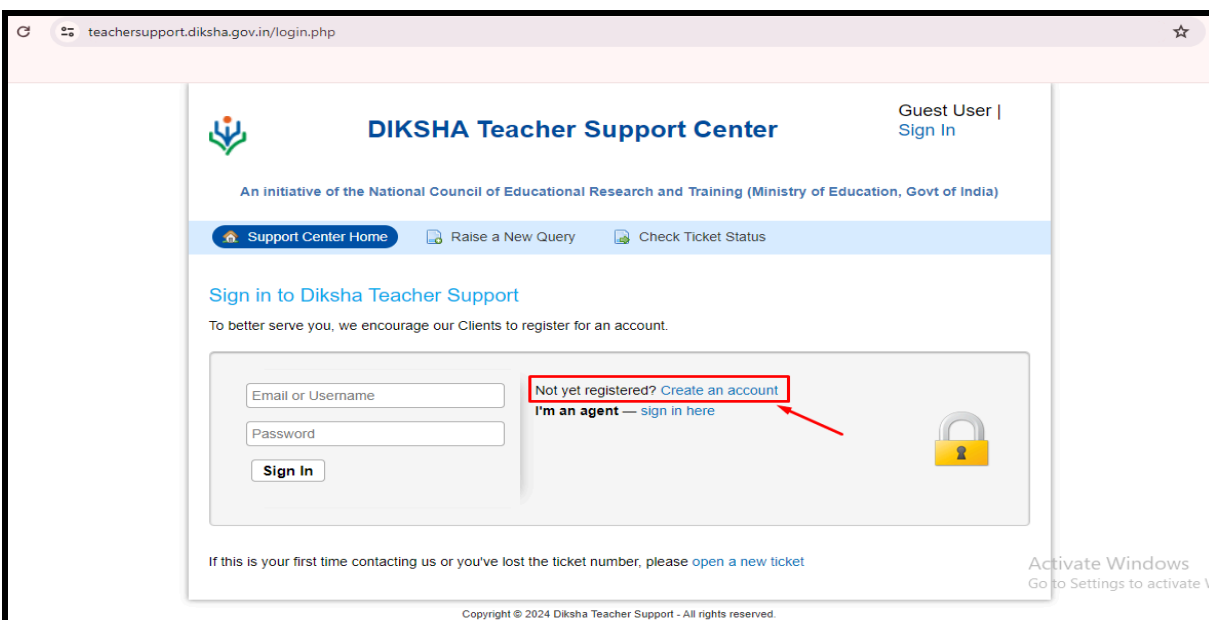 teachersupport.diksha.gov.in/login.php
DIKSHA Teacher Support Center
Guest User |
Sign In
An initiative of the National Council of Educational Research and Training (Ministry of Education, Govt of India)
Support Center Home
Raise a New Query
Check Ticket Status
Sign in to Diksha Teacher Support
To better serve you, we encourage our Clients to register for an account.
Email or Username
Password
Sign In
Not yet registered? Create an account
I'm an agent — sign in here
If this is your first time contacting us or you've lost the ticket number, please open a new ticket
Activate Windows
Go to Settings to activate
Copyright © 2024 Diksha Teacher Support - All rights reserved.